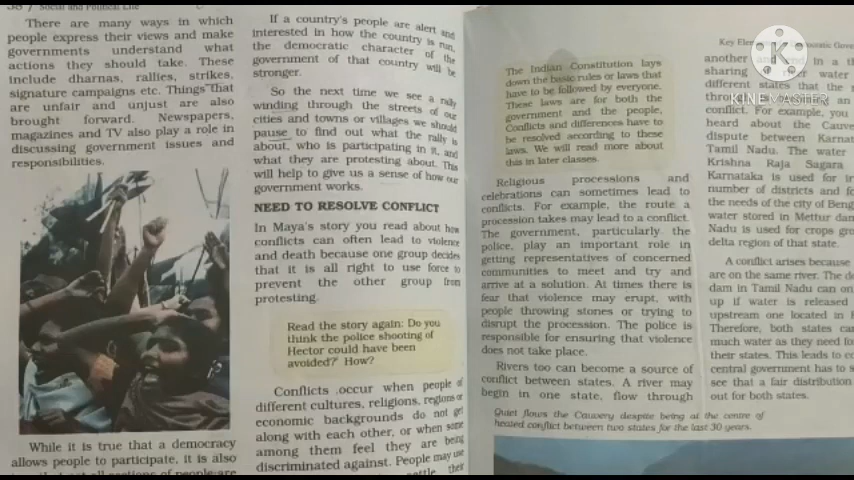 38 / Social and Political Life
There are many ways in which
people express their views and make
governments understand what
actions they should take. These
include dharnas, rallies, strikes,
signature campaigns etc. Things that
are unfair and unjust are also
brought forward. Newspapers,
magazines and TV also play a role in
discussing government issues and
responsibilities.
While it is true that a democracy
allows people to participate, it is also
If a country's people are alert and
interested in how the country is run,
the democratic character of the
government of that country will be
stronger.
So the next time we see a rally
winding through the streets of our
cities and towns or villages we should
pause to find out what the rally is
about, who is participating in it, and
what they are protesting about. This
will help to give us a sense of how our
government works.
NEED TO RESOLVE CONFLICT
In Maya's story you read about how
conflicts can often lead to violence
and death because one group decides
that it is all right to use force to
prevent the other group from
protesting.
Read the story again: Do you
think the police shooting of
Hector could have been
avoided? How?
Conflicts occur when people of
different cultures, religions, regions or
economic backgrounds do not get
along with each other, or when some
among them feel they are being
discriminated against. People may use
their
The Indian Constitution lays
down the basic rules or laws that
have to be followed by everyone.
These laws are for both the
government and the people,
Conflicts and differences have to
be resolved according to these
laws. We will read more about
this in later classes.
Religious processions and
celebrations can sometimes lead to
conflicts. For example, the route a
procession takes may lead to a conflict.
The government, particularly the
police, play an important role in
getting representatives of concerned
communities to meet and try and
arrive at a solution. At times there is
fear that violence may erupt, with
people throwing stones or trying to
disrupt the procession. The police is
responsible for ensuring that violence
does not take place.
Rivers too can become a source of
conflict between states. A river may
begin in one state, flow through
Quiet flows the Cauvery despite being at the centre of
heated conflict between two states for the last 30 years.
Key
another in a
sharing water
different states that the
an
conflict. For example, you
heard about the
dispute between
Tamil Nadu. The water
Krishna Raja Sagara
Karnataka is used for
number of districts and
the needs of the city of
water stored in Mettur
Nadu is used for crops
delta region of that state.
A conflict arises because
are on the same river. The
dam in Tamil Nadu can
up if water is released
upstream one located in
Therefore, both states
much water as they need
their states. This leads to
central government has to
see that a fair distribution
out for both states.
K
KINEMASTER